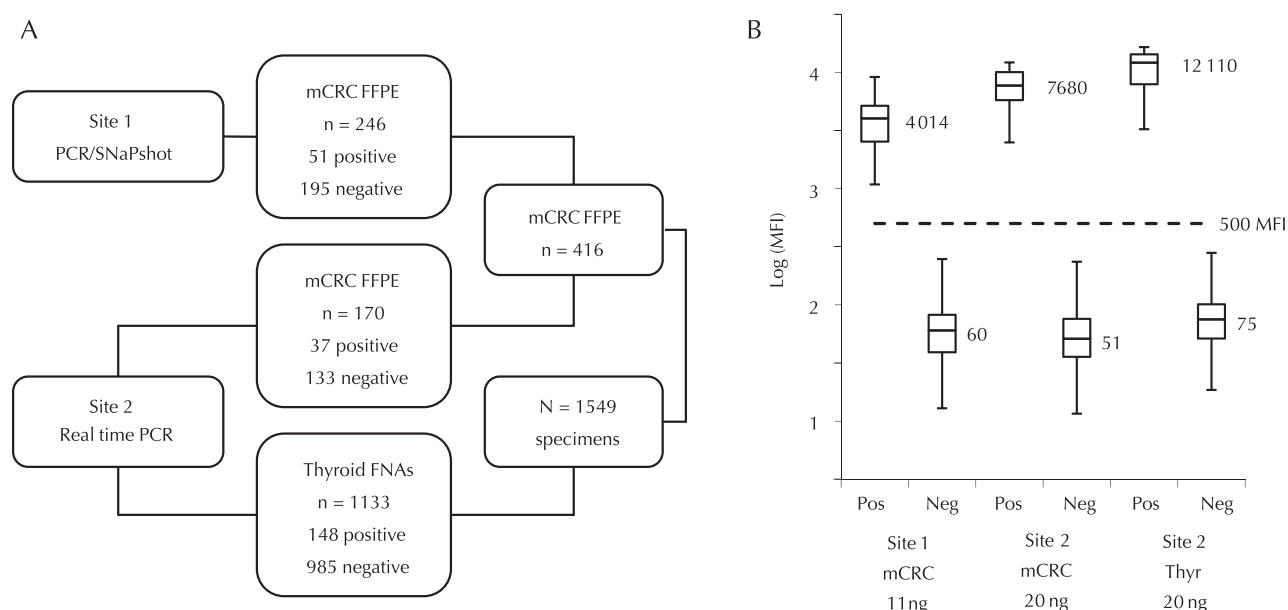 A
Site 1
PCR/SNaPshot
mCRC FFPE
n = 246
51 positive
195 negative
mCRC FFPE
n = 416
mCRC FFPE
n = 170
37 positive
133 negative
Site 2
Real time PCR
N = 1549
specimens
Thyroid FNAs
n = 1133
148 positive
985 negative
B
Log (MFI)
4
3
2
1
4014
7680
12 110
500 MFI
60
51
75
Pos Neg Pos Neg Pos Neg
Site 1 Site 2 Site 2
mCRC mCRC Thyr
11ng 20 ng 20 ng